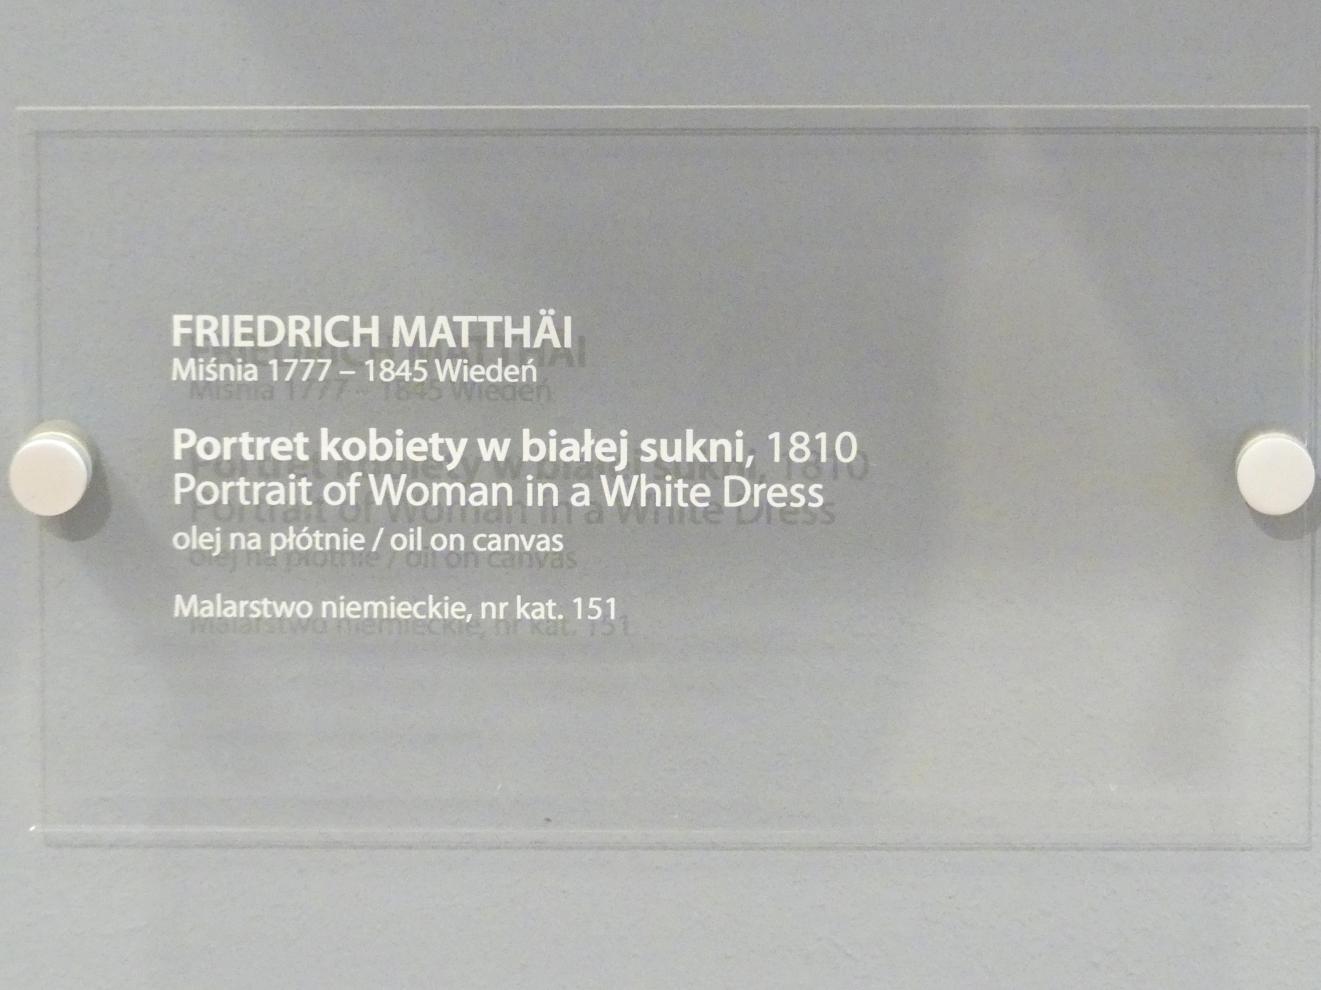 FRIEDRICH MATTHÄI
Miśnia 1777 – 1845 Wiedeń
Portret kobiety w białej sukni, 1810
Portrait of Woman in a White Dress
olej na płótnie / oil on canvas
Malarstwo niemieckie, nr kat. 151